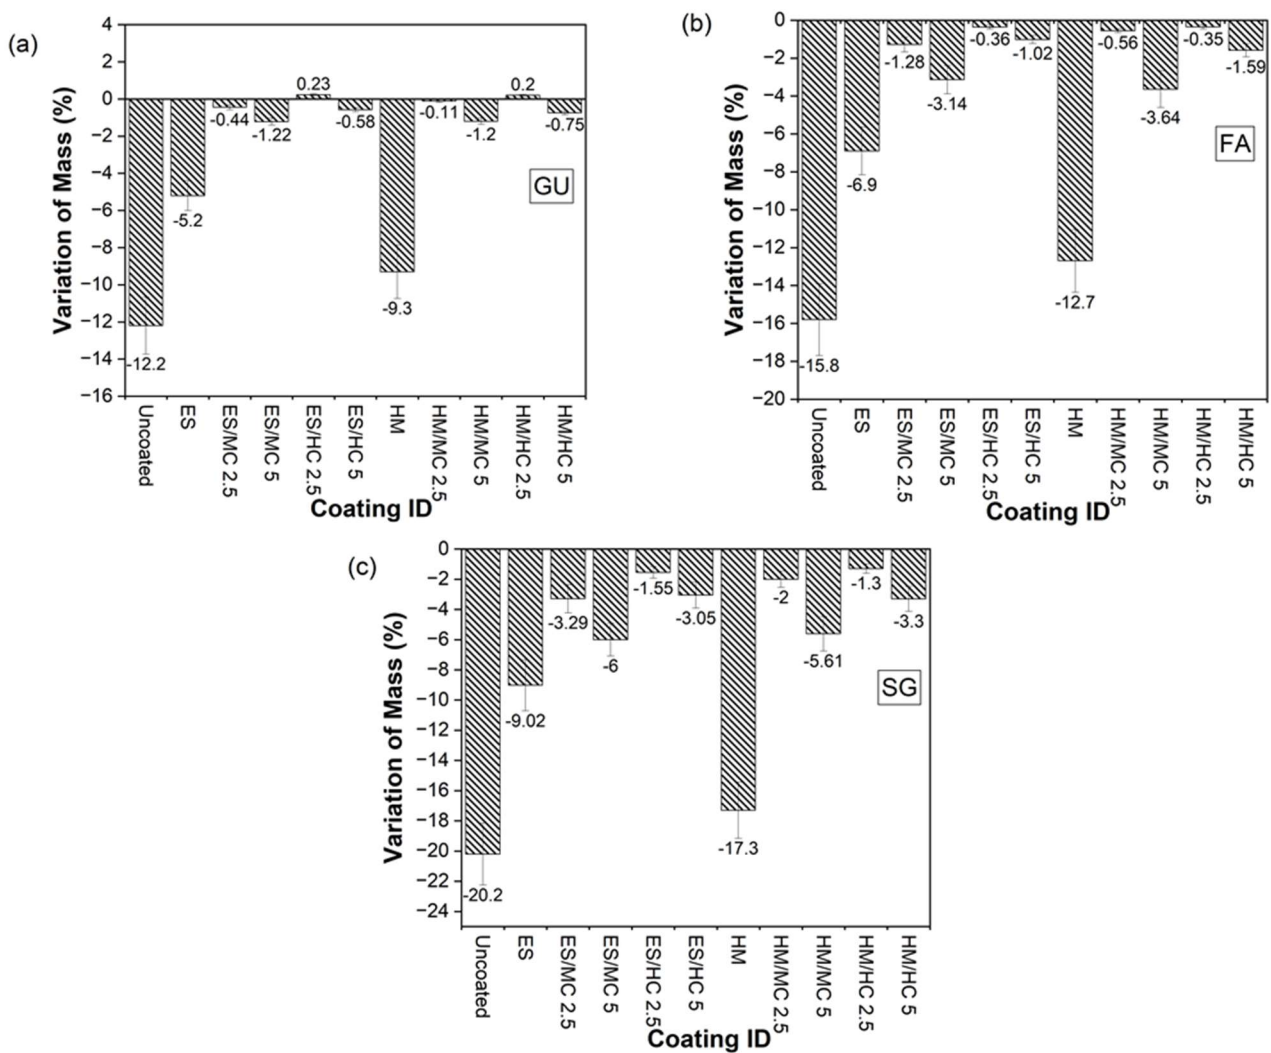 (a)
4
2
0
−2
−4
−6
−8
−10
−12
−14
−16
Variation of Mass (%)
-12.2
-5.2
-0.44
-1.22
0.23
-0.58
-9.3
-0.11
-1.2
0.2
-0.75
GU
Uncoated
ES
ES/MC 2.5
ES/MC 5
ES/HC 2.5
ES/HC 5
HM
HM/MC 2.5
HM/MC 5
HM/HC 2.5
HM/HC 5
Coating ID
(b)
0
−2
−4
−6
−8
−10
−12
−14
−16
−18
−20
Variation of Mass (%)
-15.8
-6.9
-1.28
-3.14
-0.36
-1.02
-12.7
-0.56
-3.64
-0.35
-1.59
FA
Uncoated
ES
ES/MC 2.5
ES/MC 5
ES/HC 2.5
ES/HC 5
HM
HM/MC 2.5
HM/MC 5
HM/HC 2.5
HM/HC 5
Coating ID
(c)
0
−2
−4
−6
−8
−10
−12
−14
−16
−18
−20
−22
−24
Variation of Mass (%)
-20.2
-9.02
-3.29
-6
-1.55
-3.05
-17.3
-2
-5.61
-1.3
-3.3
SG
Uncoated
ES
ES/MC 2.5
ES/MC 5
ES/HC 2.5
ES/HC 5
HM
HM/MC 2.5
HM/MC 5
HM/HC 2.5
HM/HC 5
Coating ID